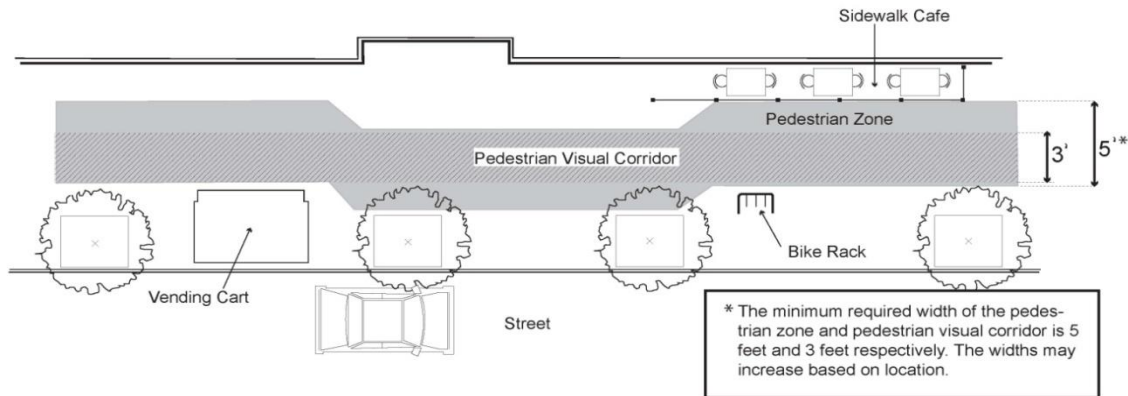 Sidewalk Cafe
Pedestrian Zone
Pedestrian Visual Corridor
3'
5'*
Bike Rack
Vending Cart
Street
* The minimum required width of the pedes-
trian zone and pedestrian visual corridor is 5
feet and 3 feet respectively. The widths may
increase based on location.